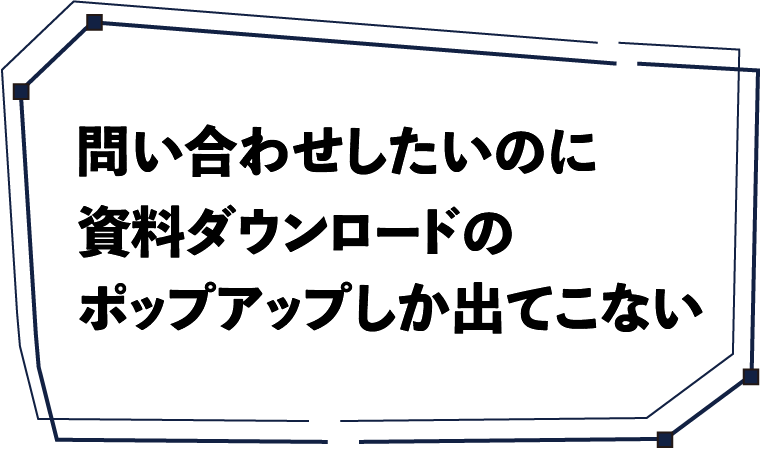 問い合わせしたいのに
資料ダウンロードの
ポップアップしか出てこない